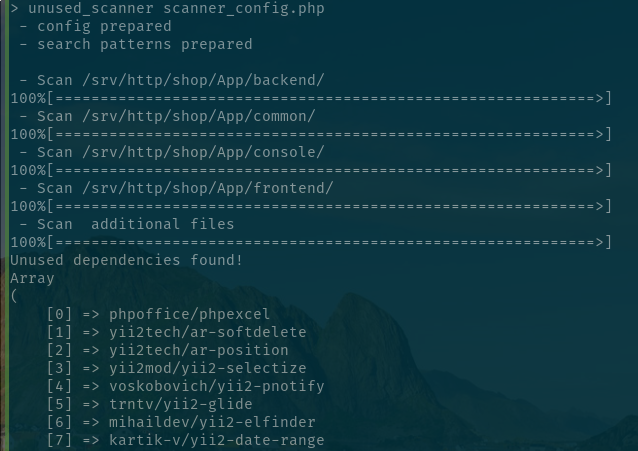 > unused_scanner scanner_config.php
- config prepared
- search patterns prepared
- Scan /srv/http/shop/App/backend/
100%[============================================================>]
- Scan /srv/http/shop/App/common/
100%[============================================================>]
- Scan /srv/http/shop/App/console/
100%[============================================================>]
- Scan /srv/http/shop/App/frontend/
100%[============================================================>]
- Scan  additional files
100%[============================================================>]
Unused dependencies found!
Array
(
[0] => phpoffice/phpexcel
[1] => yii2tech/ar-softdelete
[2] => yii2tech/ar-position
[3] => yii2mod/yii2-selectize
[4] => voskobovich/yii2-pnotify
[5] => trntv/yii2-glide
[6] => mihaildev/yii2-elfinder
[7] => kartik-v/yii2-date-range